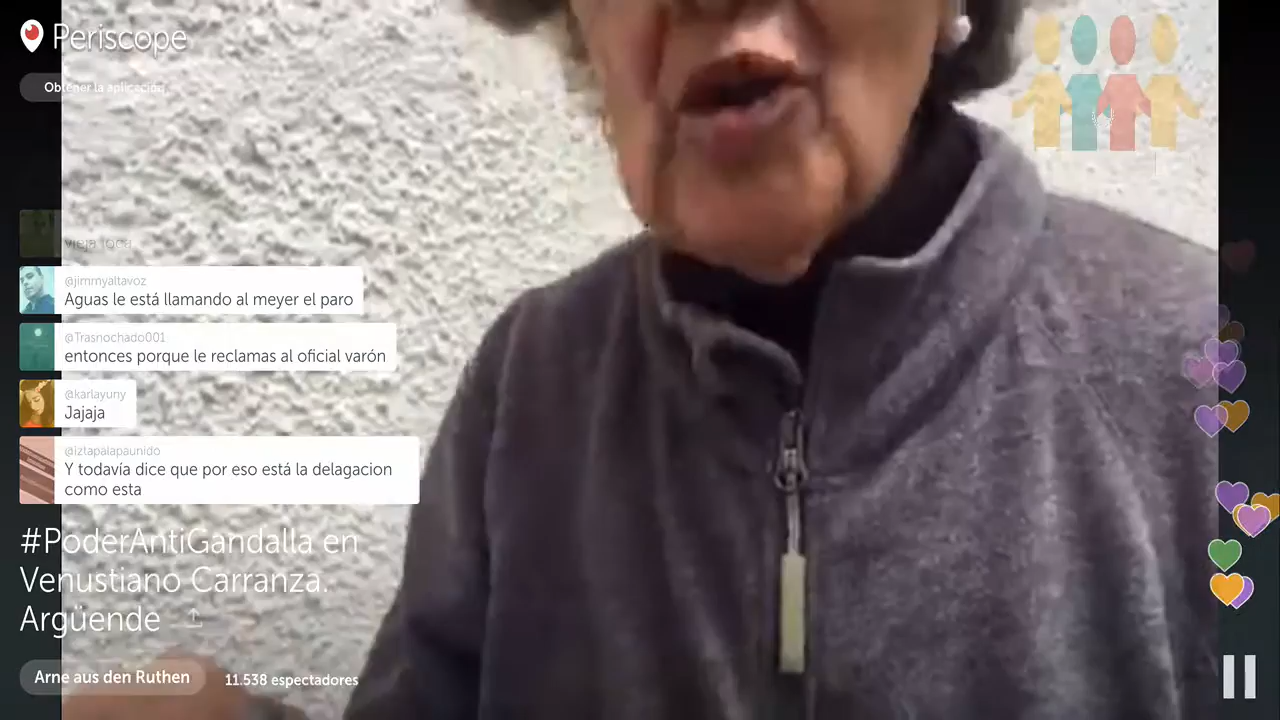 Periscope
Obtener la aplicación
vieja loca
@jimmyaltavoz
Aguas le está llamando al meyer el paro
@Trasnochado001
entonces porque le reclamas al oficial varón
@karlayuny
Jajaja
@iztapalapaunido
Y todavía dice que por eso está la delagacion
como esta
#PoderAntiGandalla en
Venustiano Carranza.
Argüende
Arne aus den Ruthen
11.538 espectadores